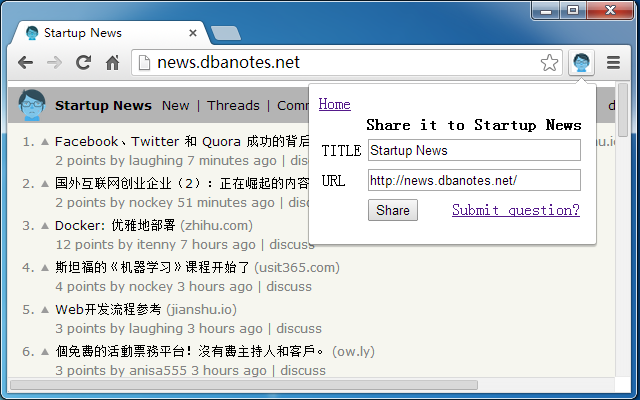 Startup News
news.dbanotes.net
Startup News New | Threads | Comm
d
Home
Share it to Startup News
TITLE Startup News
URL http://news.dbanotes.net/
Share Submit question?
1. Facebook、Twitter 和 Quora 成功的背后 u.io)
2 points by laughing 7 minutes ago | disc
2. 国外互联网创业企业（2）：正在崛起的内容
2 points by nockey 51 minutes ago | disc
3. Docker: 优雅地部署 (zhihu.com)
12 points by itenny 7 hours ago | discuss
4. 斯坦福的《机器学习》课程开始了 (usit365.com)
4 points by nockey 3 hours ago | discuss
5. Web开发流程参考 (jianshu.io)
3 points by laughing 3 hours ago | discuss
6. 個免費的活動票務平台！沒有書主持人和客戶。 (ow.ly)
3 points by anisa555 3 hours ago | discuss